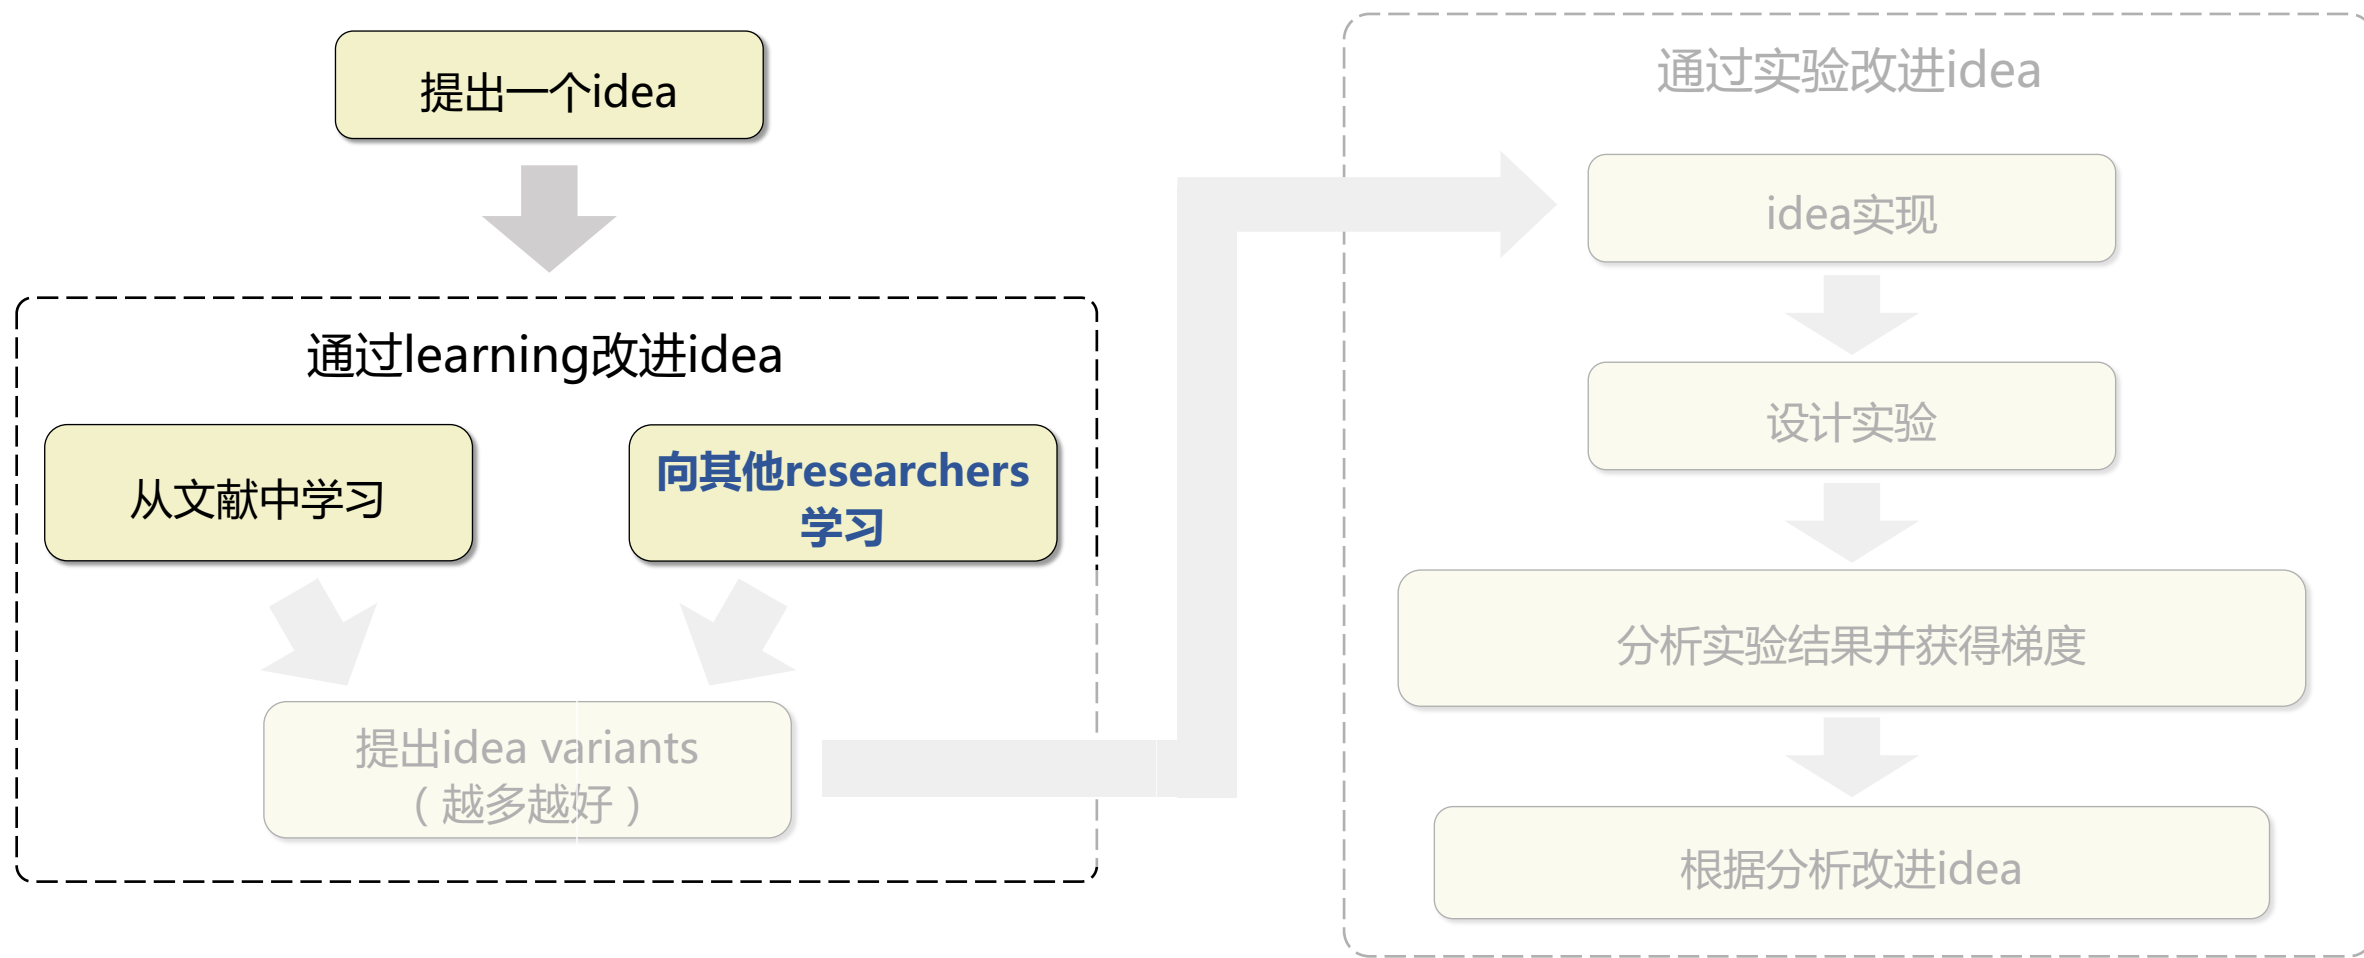 提出一个idea
通过learning改进idea
从文献中学习
向其他researchers
学习
提出idea variants
（越多越好）
通过实验改进idea
idea实现
设计实验
分析实验结果并获得梯度
根据分析改进idea